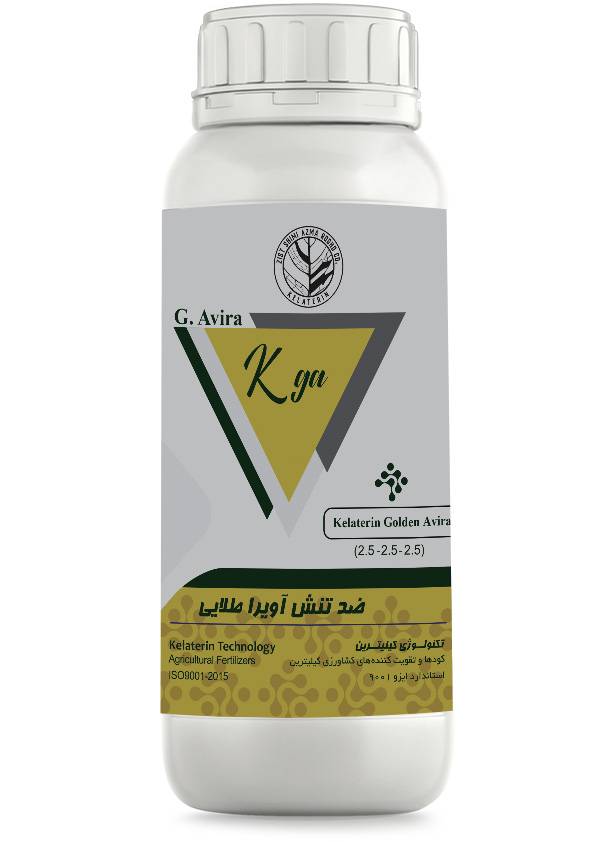 ZIST SHIMI AZMA ROUND CO.
KELATERIN
G. Avira
K ga
Kelaterin Golden Avira
(2.5-2.5-2.5)
ضد تنش آویرا طلایی
Kelaterin Technology
Agricultural Fertilizers
ISO9001-2015
تکنولوژی کیلیترین
کودها و تقویت کننده‌های کشاورزی کیلیترین
استاندارد ایزو ۹۰۰۱